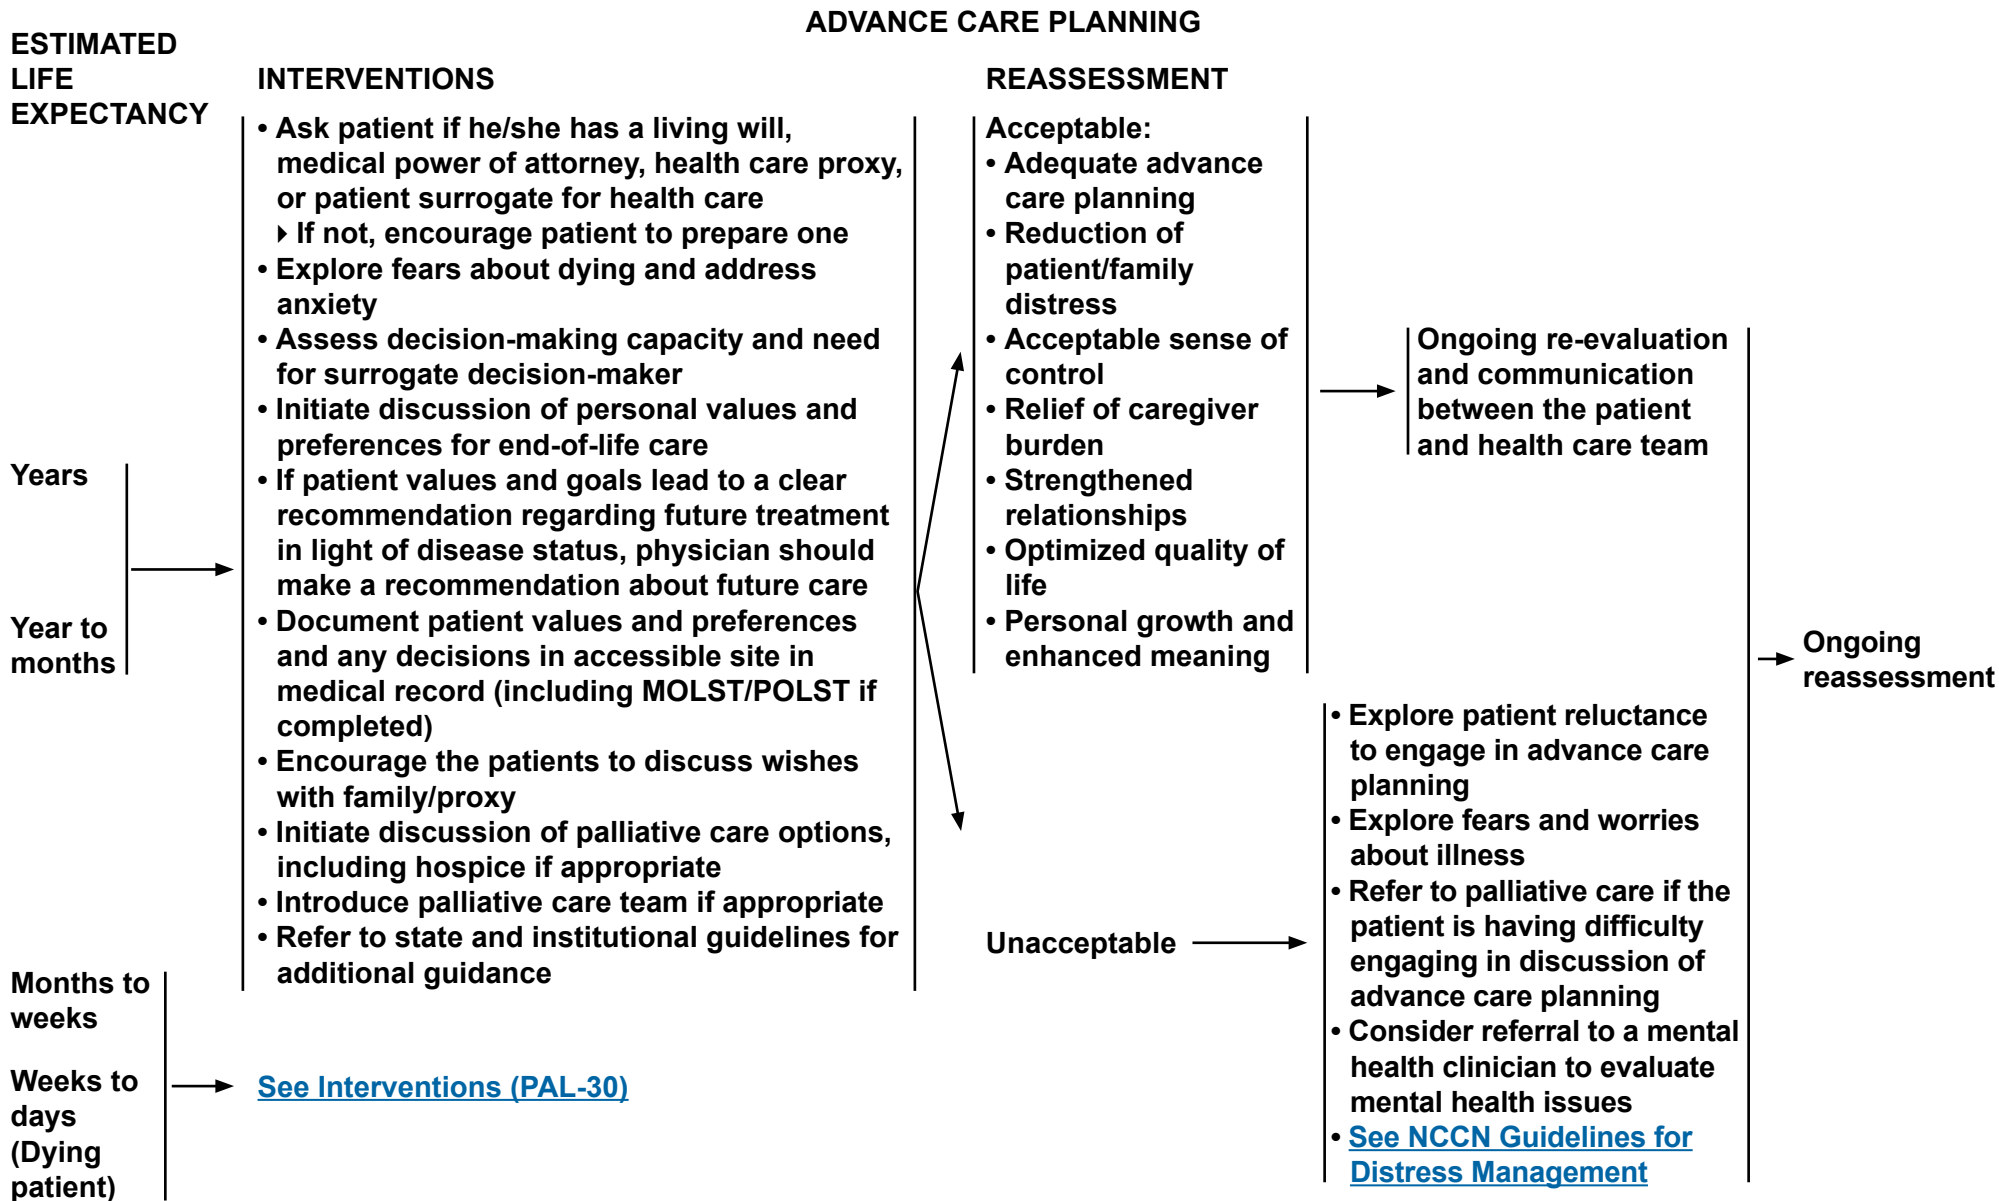 ADVANCE CARE PLANNING
ESTIMATED
LIFE
EXPECTANCY
INTERVENTIONS
REASSESSMENT
Years
Year to
months
• Ask patient if he/she has a living will,
medical power of attorney, health care proxy,
or patient surrogate for health care
▸ If not, encourage patient to prepare one
• Explore fears about dying and address
anxiety
• Assess decision-making capacity and need
for surrogate decision-maker
• Initiate discussion of personal values and
preferences for end-of-life care
• If patient values and goals lead to a clear
recommendation regarding future treatment
in light of disease status, physician should
make a recommendation about future care
• Document patient values and preferences
and any decisions in accessible site in
medical record (including MOLST/POLST if
completed)
• Encourage the patients to discuss wishes
with family/proxy
• Initiate discussion of palliative care options,
including hospice if appropriate
• Introduce palliative care team if appropriate
• Refer to state and institutional guidelines for
additional guidance
Acceptable:
• Adequate advance
care planning
• Reduction of
patient/family
distress
• Acceptable sense of
control
• Relief of caregiver
burden
• Strengthened
relationships
• Optimized quality of
life
• Personal growth and
enhanced meaning
Ongoing re-evaluation
and communication
between the patient
and health care team
Unacceptable
• Explore patient reluctance
to engage in advance care
planning
• Explore fears and worries
about illness
• Refer to palliative care if the
patient is having difficulty
engaging in discussion of
advance care planning
• Consider referral to a mental
health clinician to evaluate
mental health issues
• See NCCN Guidelines for
Distress Management
Ongoing
reassessment
Months to
weeks
Weeks to
days
(Dying
patient)
See Interventions (PAL-30)